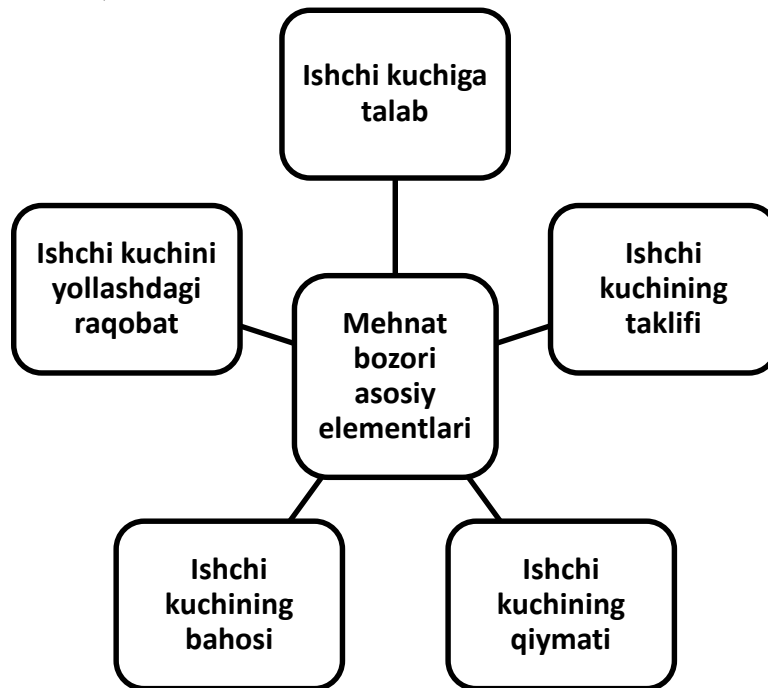 Ishchi kuchiga
talab
Ishchi kuchini
yollashdagi
raqobat
Ishchi
kuchining
taklifi
Mehnat
bozori
asosiy
elementlari
Ishchi
kuchining
bahosi
Ishchi
kuchining
qiymati